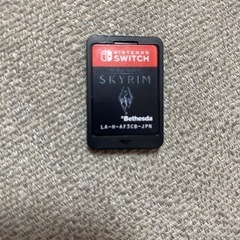 NINTENDO
SWITCH
SKYRIM
Bethesda
LA-H-AF3CB-JPN